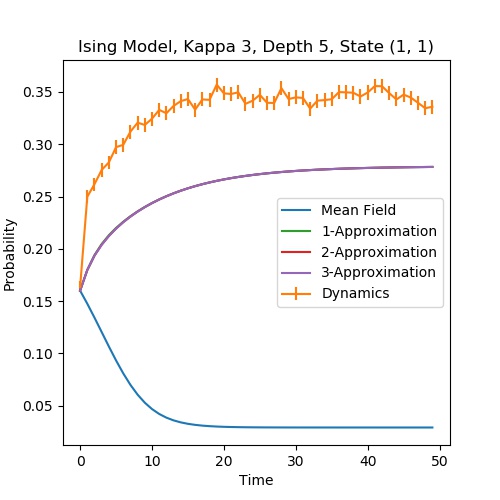 Ising Model, Kappa 3, Depth 5, State (1, 1)
0.35
0.30
0.25
0.20
0.15
0.10
0.05
Probability
Mean Field
1-Approximation
2-Approximation
3-Approximation
Dynamics
0 10 20 30 40 50
Time